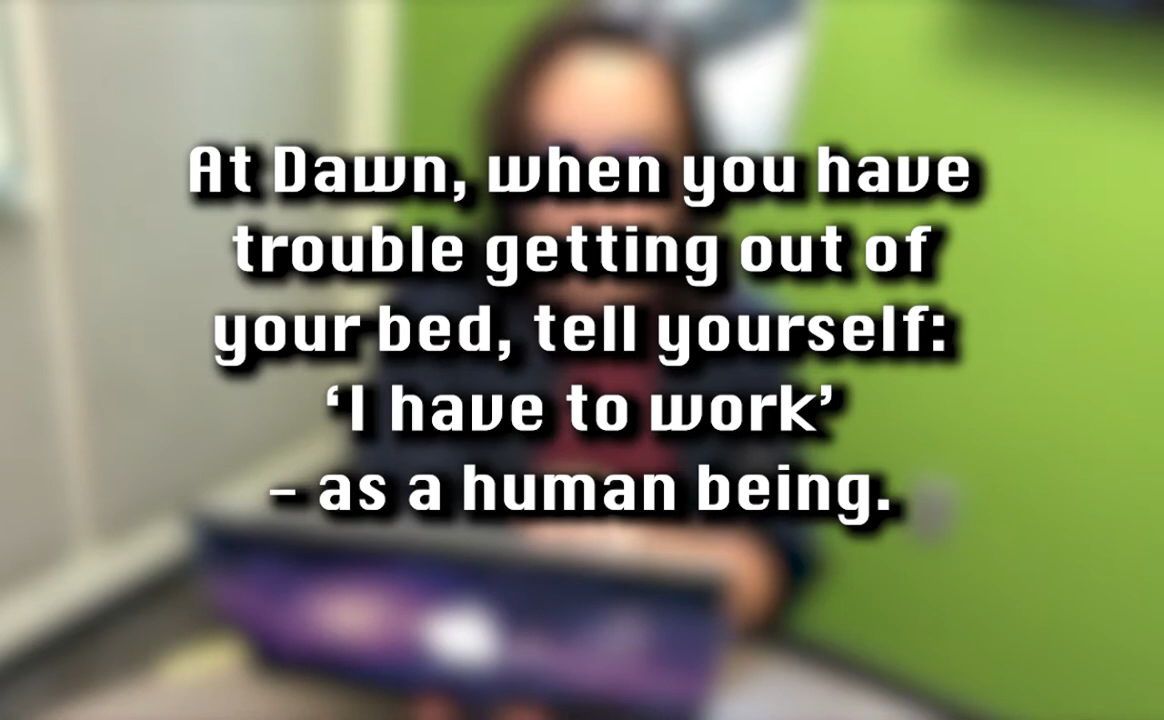 At Dawn, when you have
trouble getting out of
your bed, tell yourself:
‘I have to work’
– as a human being.